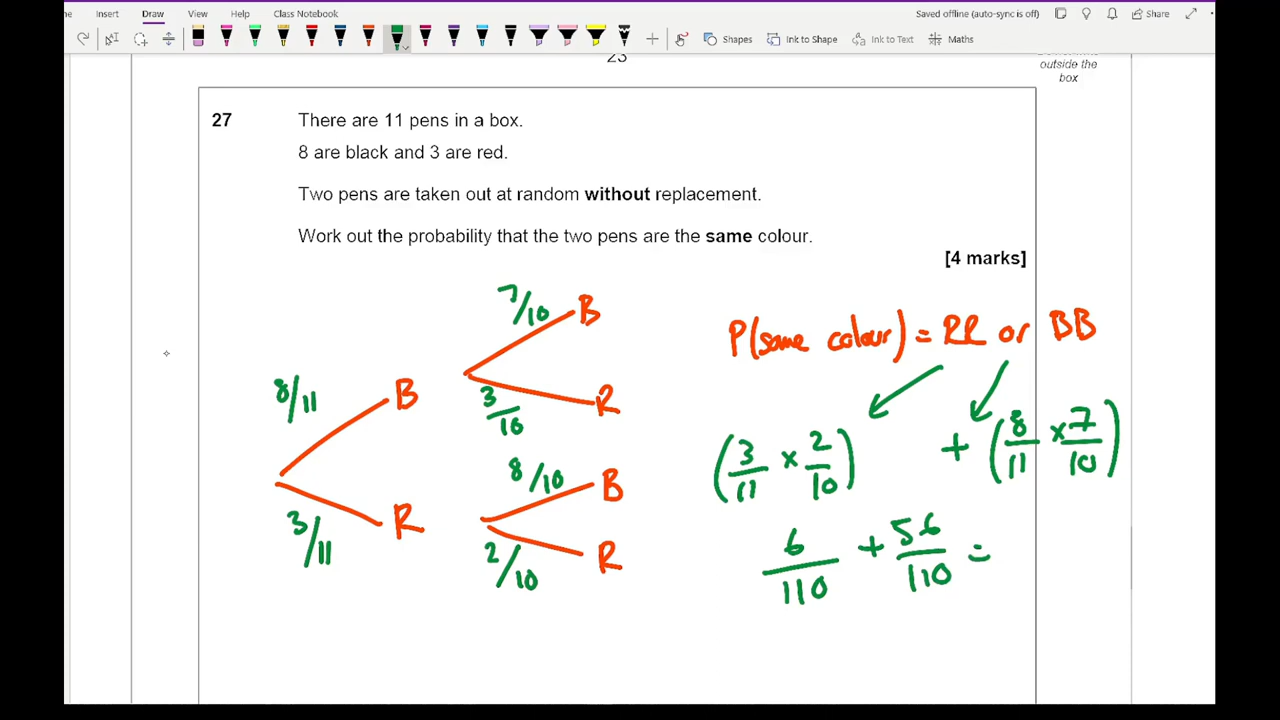 Insert Draw View Help Class Notebook Saved offline (auto-sync is off) Share
Shapes Ink to Shape Ink to Text Maths
23
outside the
box
27 There are 11 pens in a box.
8 are black and 3 are red.
Two pens are taken out at random without replacement.
Work out the probability that the two pens are the same colour.
[4 marks]
7/10 B
P(same colour) = RR or BB
8/11 B
3/10 R
(3/11 × 2/10) + (8/11 × 7/10)
8/10 B
3/11 R
6/110 + 56/110 =
2/10 R